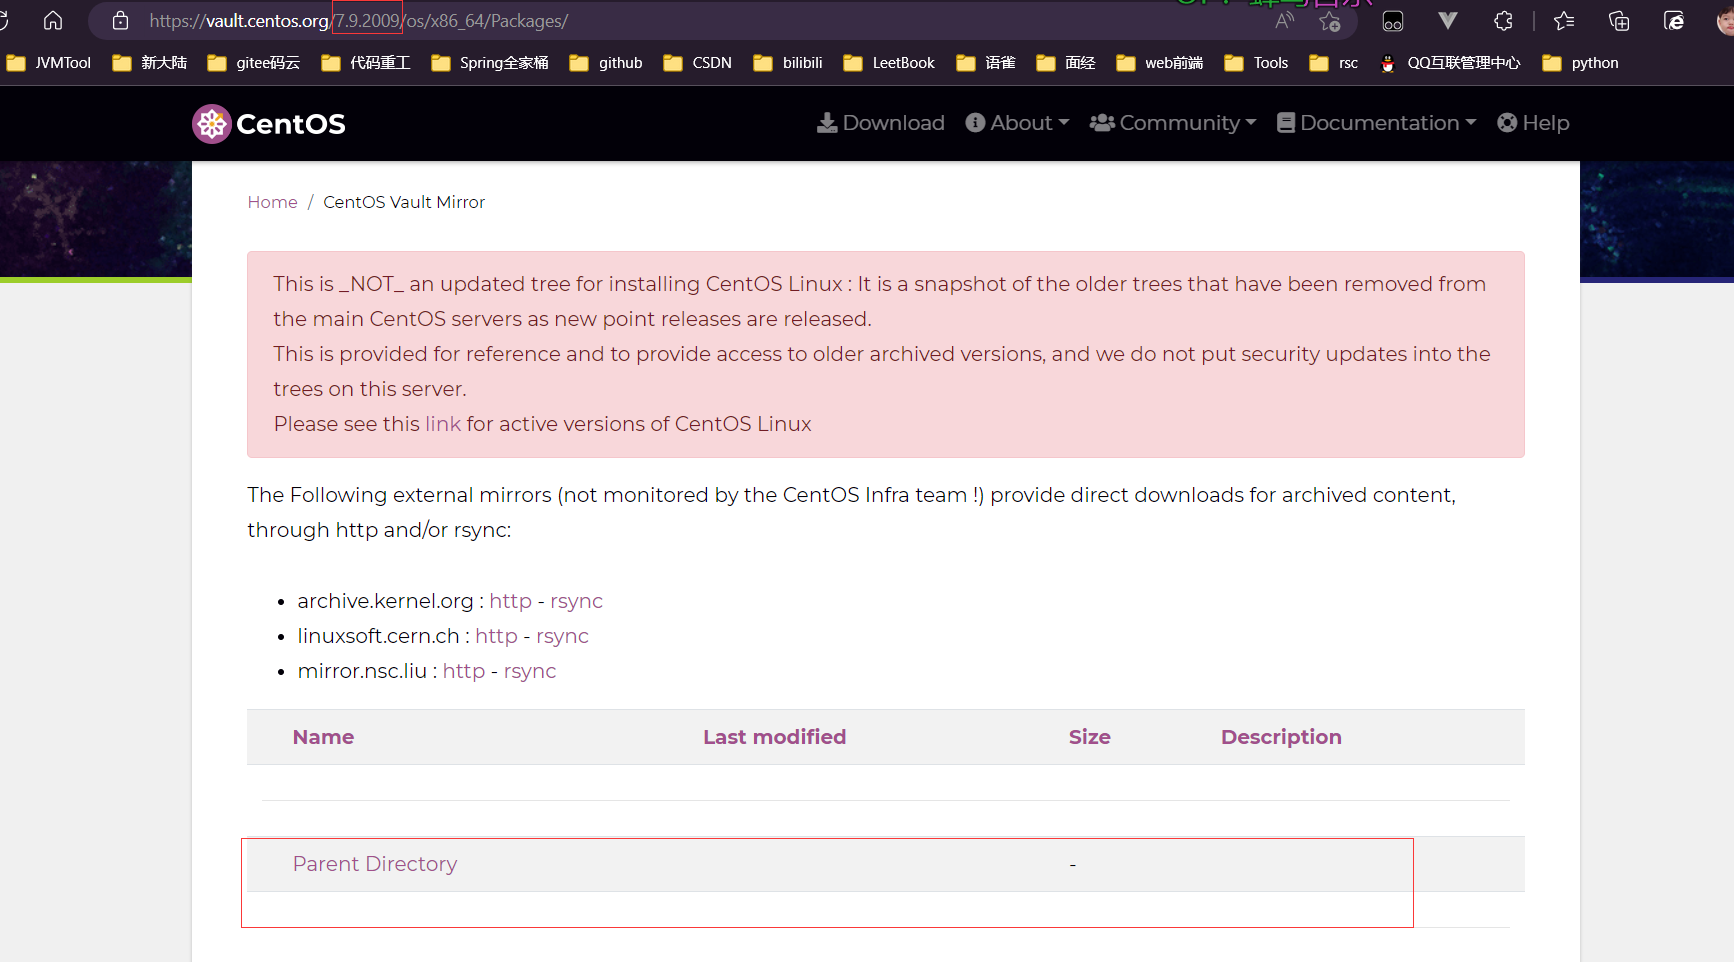 https://vault.centos.org/7.9.2009/os/x86_64/Packages/
JVMTool 新大陆 gitee码云 代码重工 Spring全家桶 github CSDN bilibili LeetBook 语雀 面经 web前端 Tools rsc QQ互联管理中心 python
CentOS Download About Community Documentation Help
Home / CentOS Vault Mirror
This is _NOT_ an updated tree for installing CentOS Linux : It is a snapshot of the older trees that have been removed from
the main CentOS servers as new point releases are released.
This is provided for reference and to provide access to older archived versions, and we do not put security updates into the
trees on this server.
Please see this link for active versions of CentOS Linux
The Following external mirrors (not monitored by the CentOS Infra team !) provide direct downloads for archived content,
through http and/or rsync:
• archive.kernel.org : http - rsync
• linuxsoft.cern.ch : http - rsync
• mirror.nsc.liu : http - rsync
Name Last modified Size Description
Parent Directory -